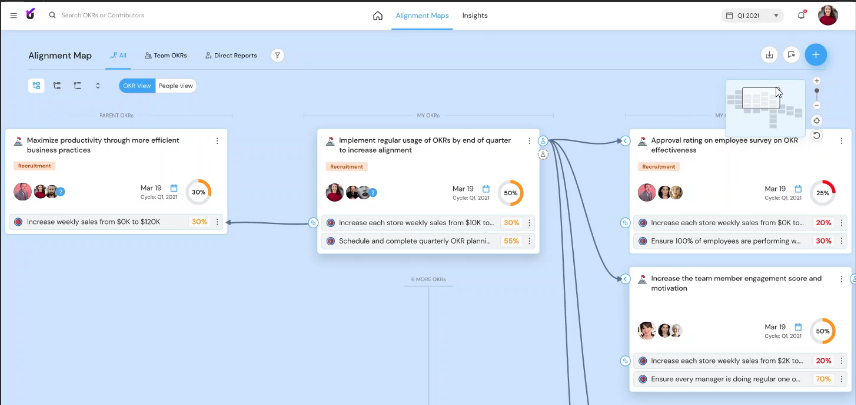 Search OKRs or Contrib.com
Alignment Maps
Insights
Q1 2021
Alignment Map
All
Team OKRs
Direct Reports
OKR View
People view
PARENT OKRs
MY OKRs
Maximize productivity through more efficient
business practices
Recruitment
2
Mar 19
Cycle: Q1, 2021
30%
Increase weekly sales from $0K to $120K
30%
Implement regular usage of OKRs by end of quarter
to increase alignment
Recruitment
Mar 19
Cycle: Q1, 2021
50%
Increase each store weekly sales from $10K to...
30%
Schedule and complete quarterly OKR planni...
55%
5 MORE OKRs
MY
Approval rating on employee survey on OKR
effectiveness
Recruitment
Mar 19
Cycle: Q1, 2021
25%
Increase each store weekly sales from $0K to...
20%
Ensure 100% of employees are performing w...
30%
Increase the team member engagement score and
motivation
Mar 19
Cycle: Q1, 2021
50%
Increase each store weekly sales from $2K to...
20%
Ensure every manager is doing regular one o...
70%